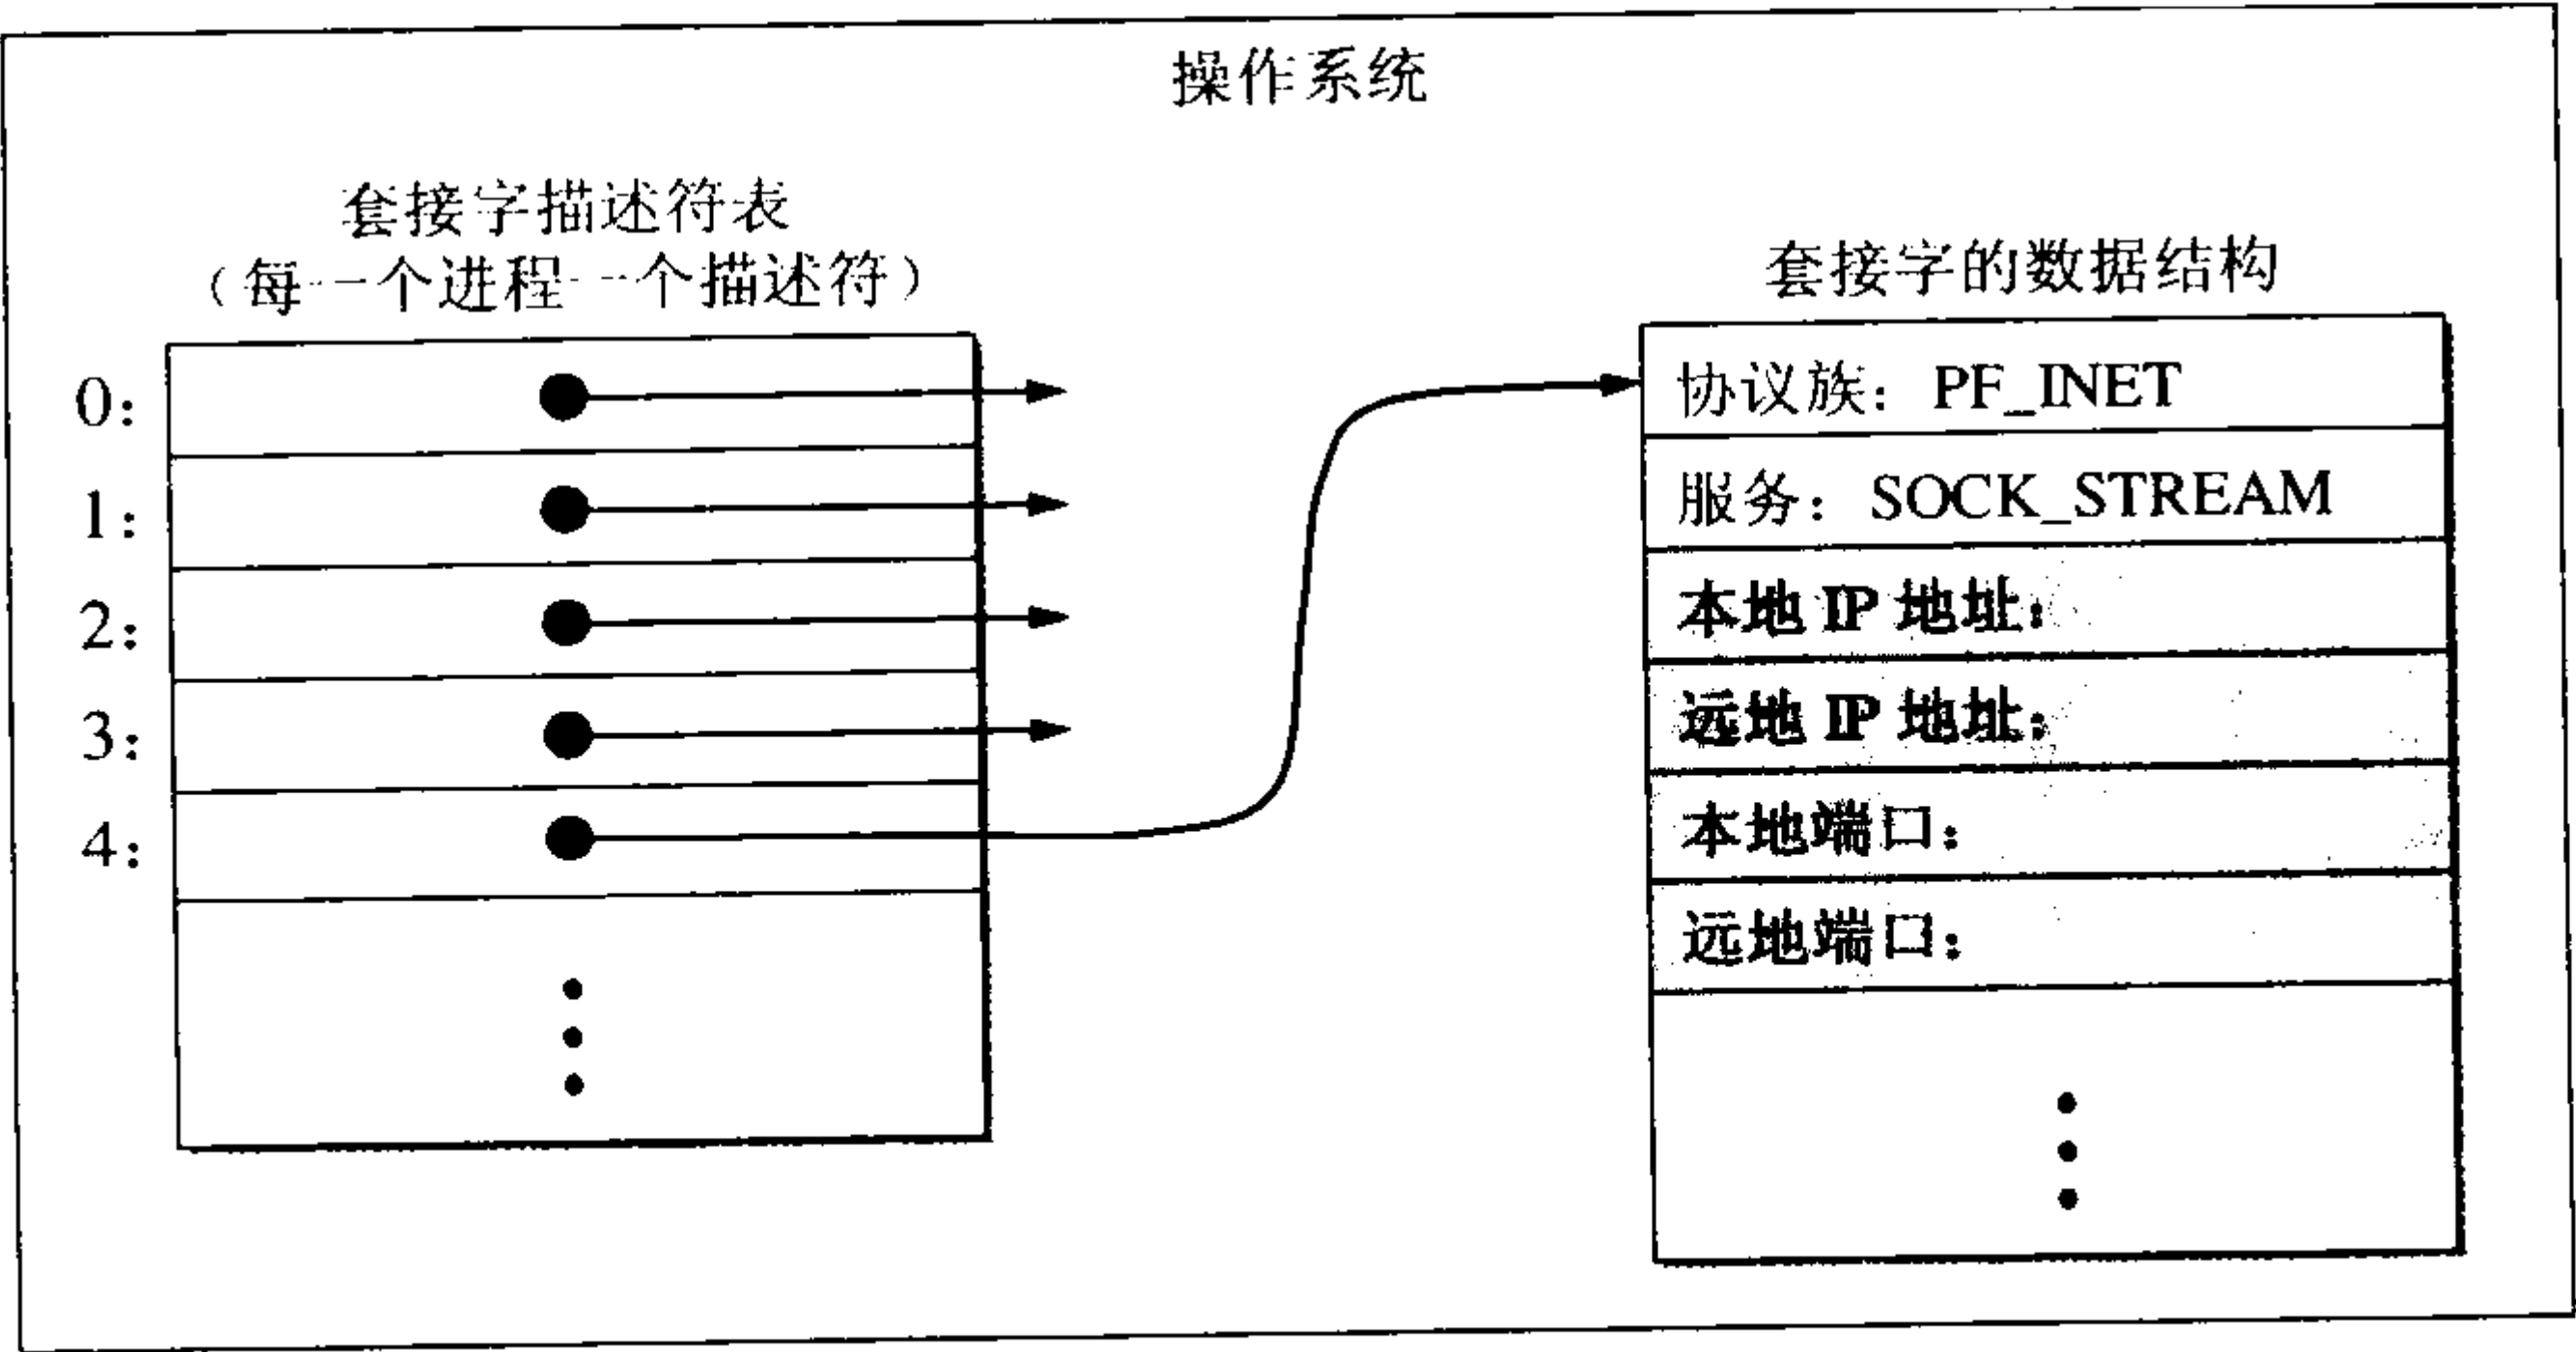 操作系统
套接字描述符表
（每一个进程一个描述符）
0:
1:
2:
3:
4:
套接字的数据结构
协议族：PF_INET
服务：SOCK_STREAM
本地 IP 地址：
远地 IP 地址：
本地端口：
远地端口：